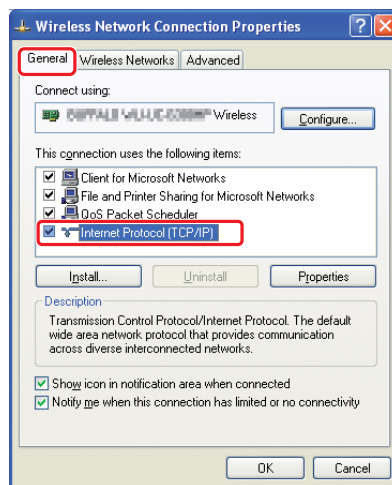 Wireless Network Connection Properties
General Wireless Networks Advanced
Connect using:
Wireless
Configure...
This connection uses the following items:
Client for Microsoft Networks
File and Printer Sharing for Microsoft Networks
QoS Packet Scheduler
Internet Protocol (TCP/IP)
Install... Uninstall Properties
Description
Transmission Control Protocol/Internet Protocol. The default
wide area network protocol that provides communication
across diverse interconnected networks.
Show icon in notification area when connected
Notify me when this connection has limited or no connectivity
OK Cancel